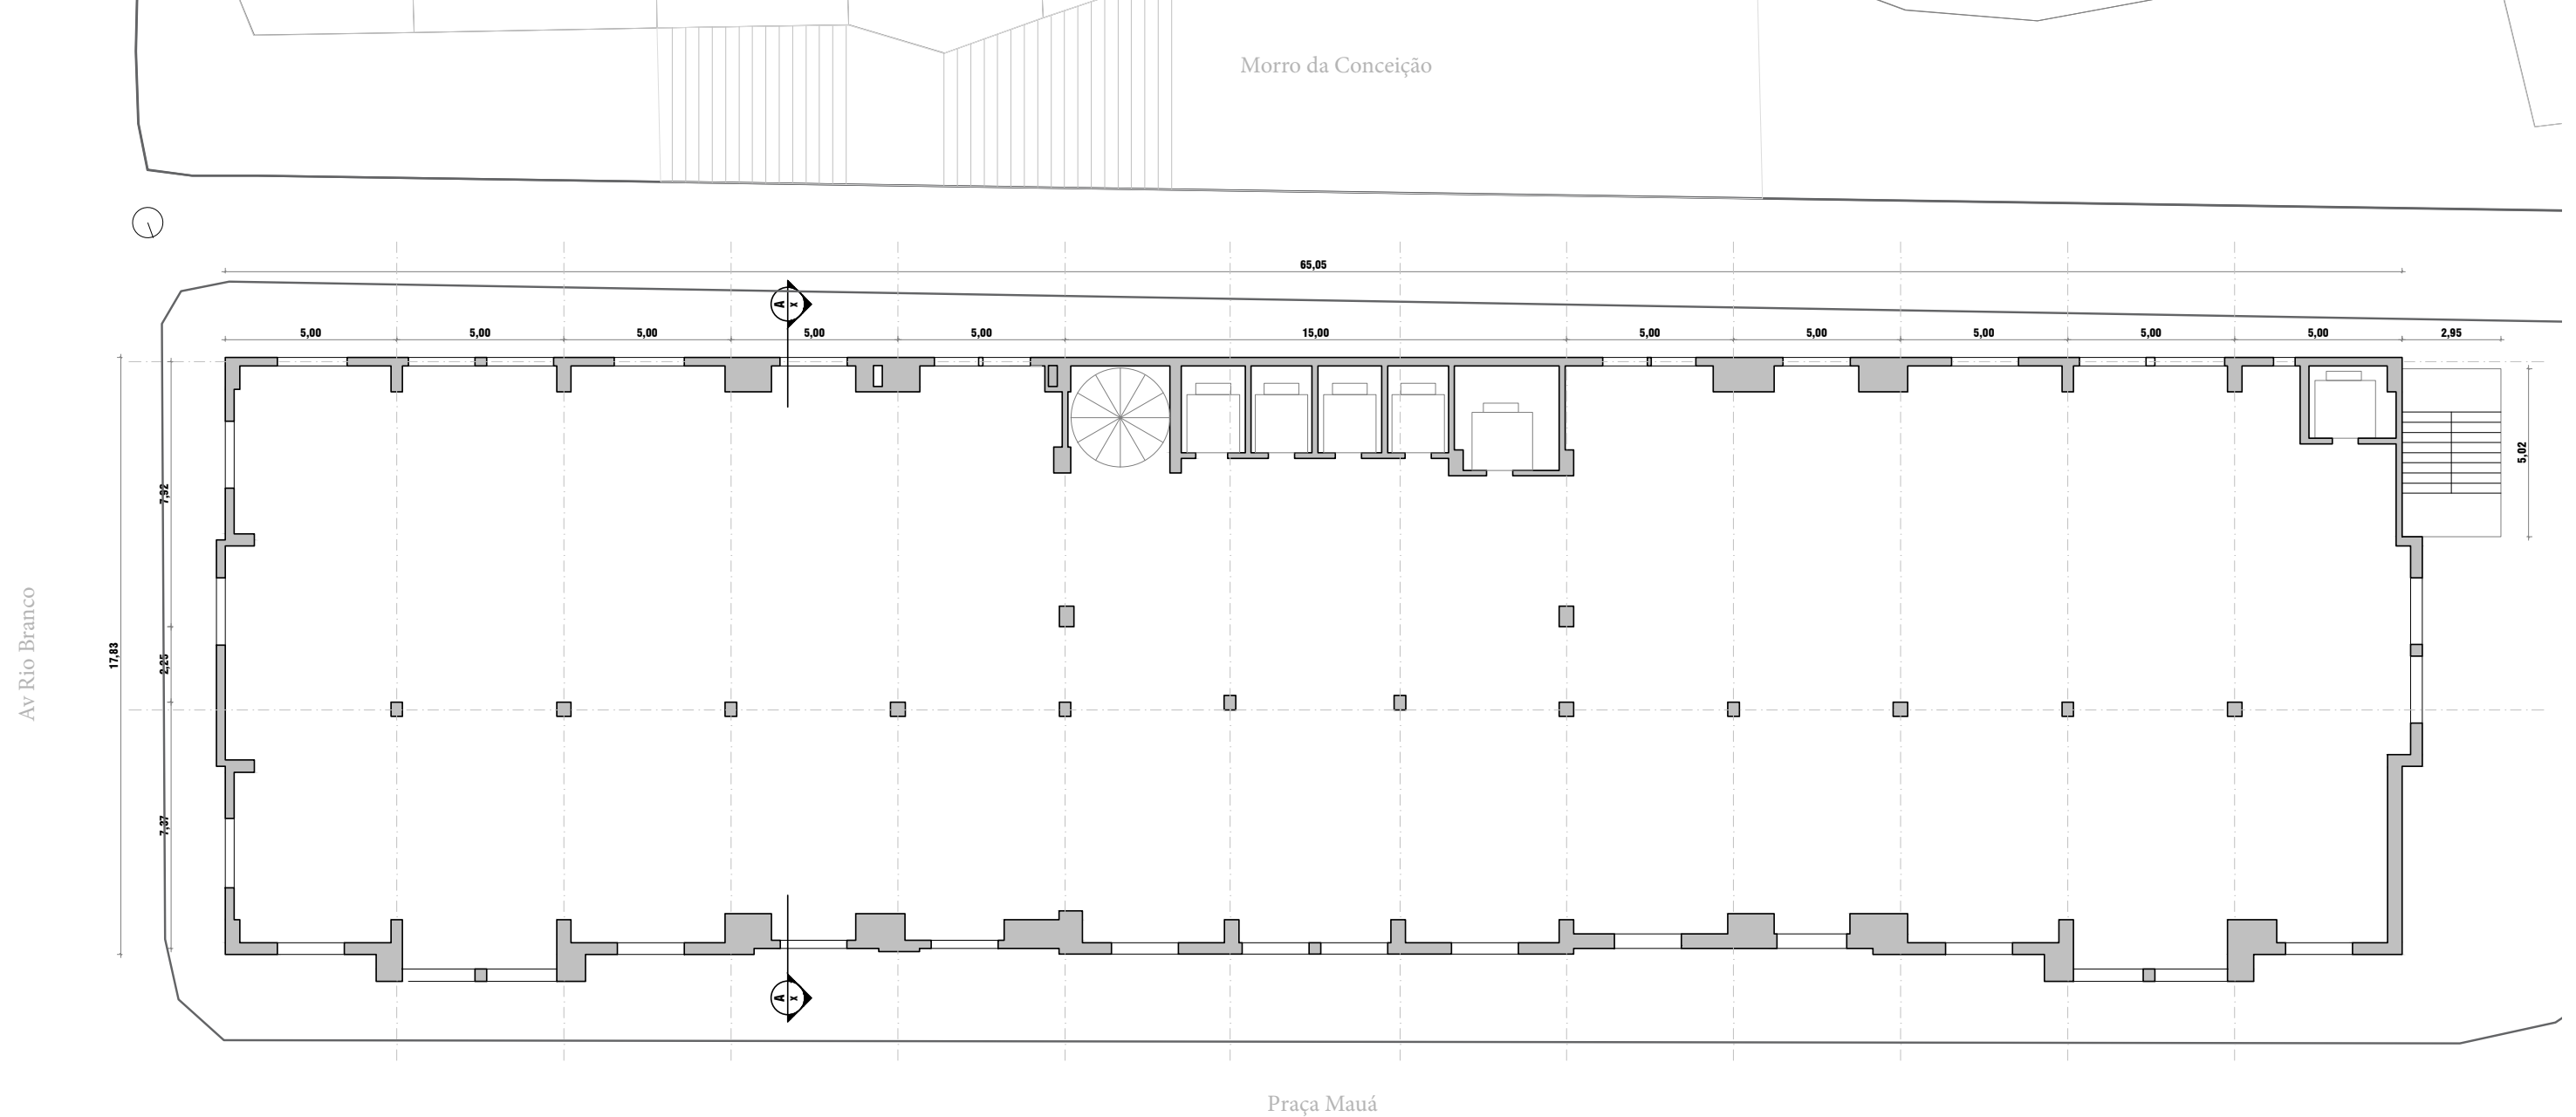 Morro da Conceição
65,05
5,00 5,00 5,00 5,00 5,00 15,00 5,00 5,00 5,00 5,00 5,00 2,95
A x
5,02
7,92
Av Rio Branco
17,83
2,25
7,37
A x
Praça Mauá